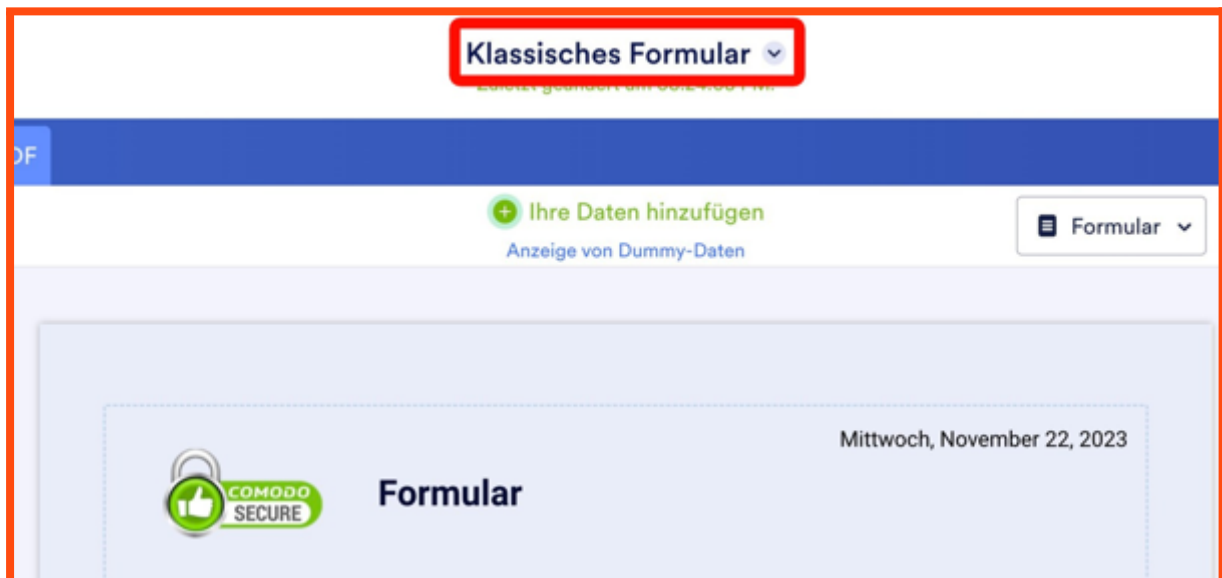 Klassisches Formular
DF
Ihre Daten hinzufügen
Anzeige von Dummy-Daten
Formular
Mittwoch, November 22, 2023
COMODO
SECURE
Formular